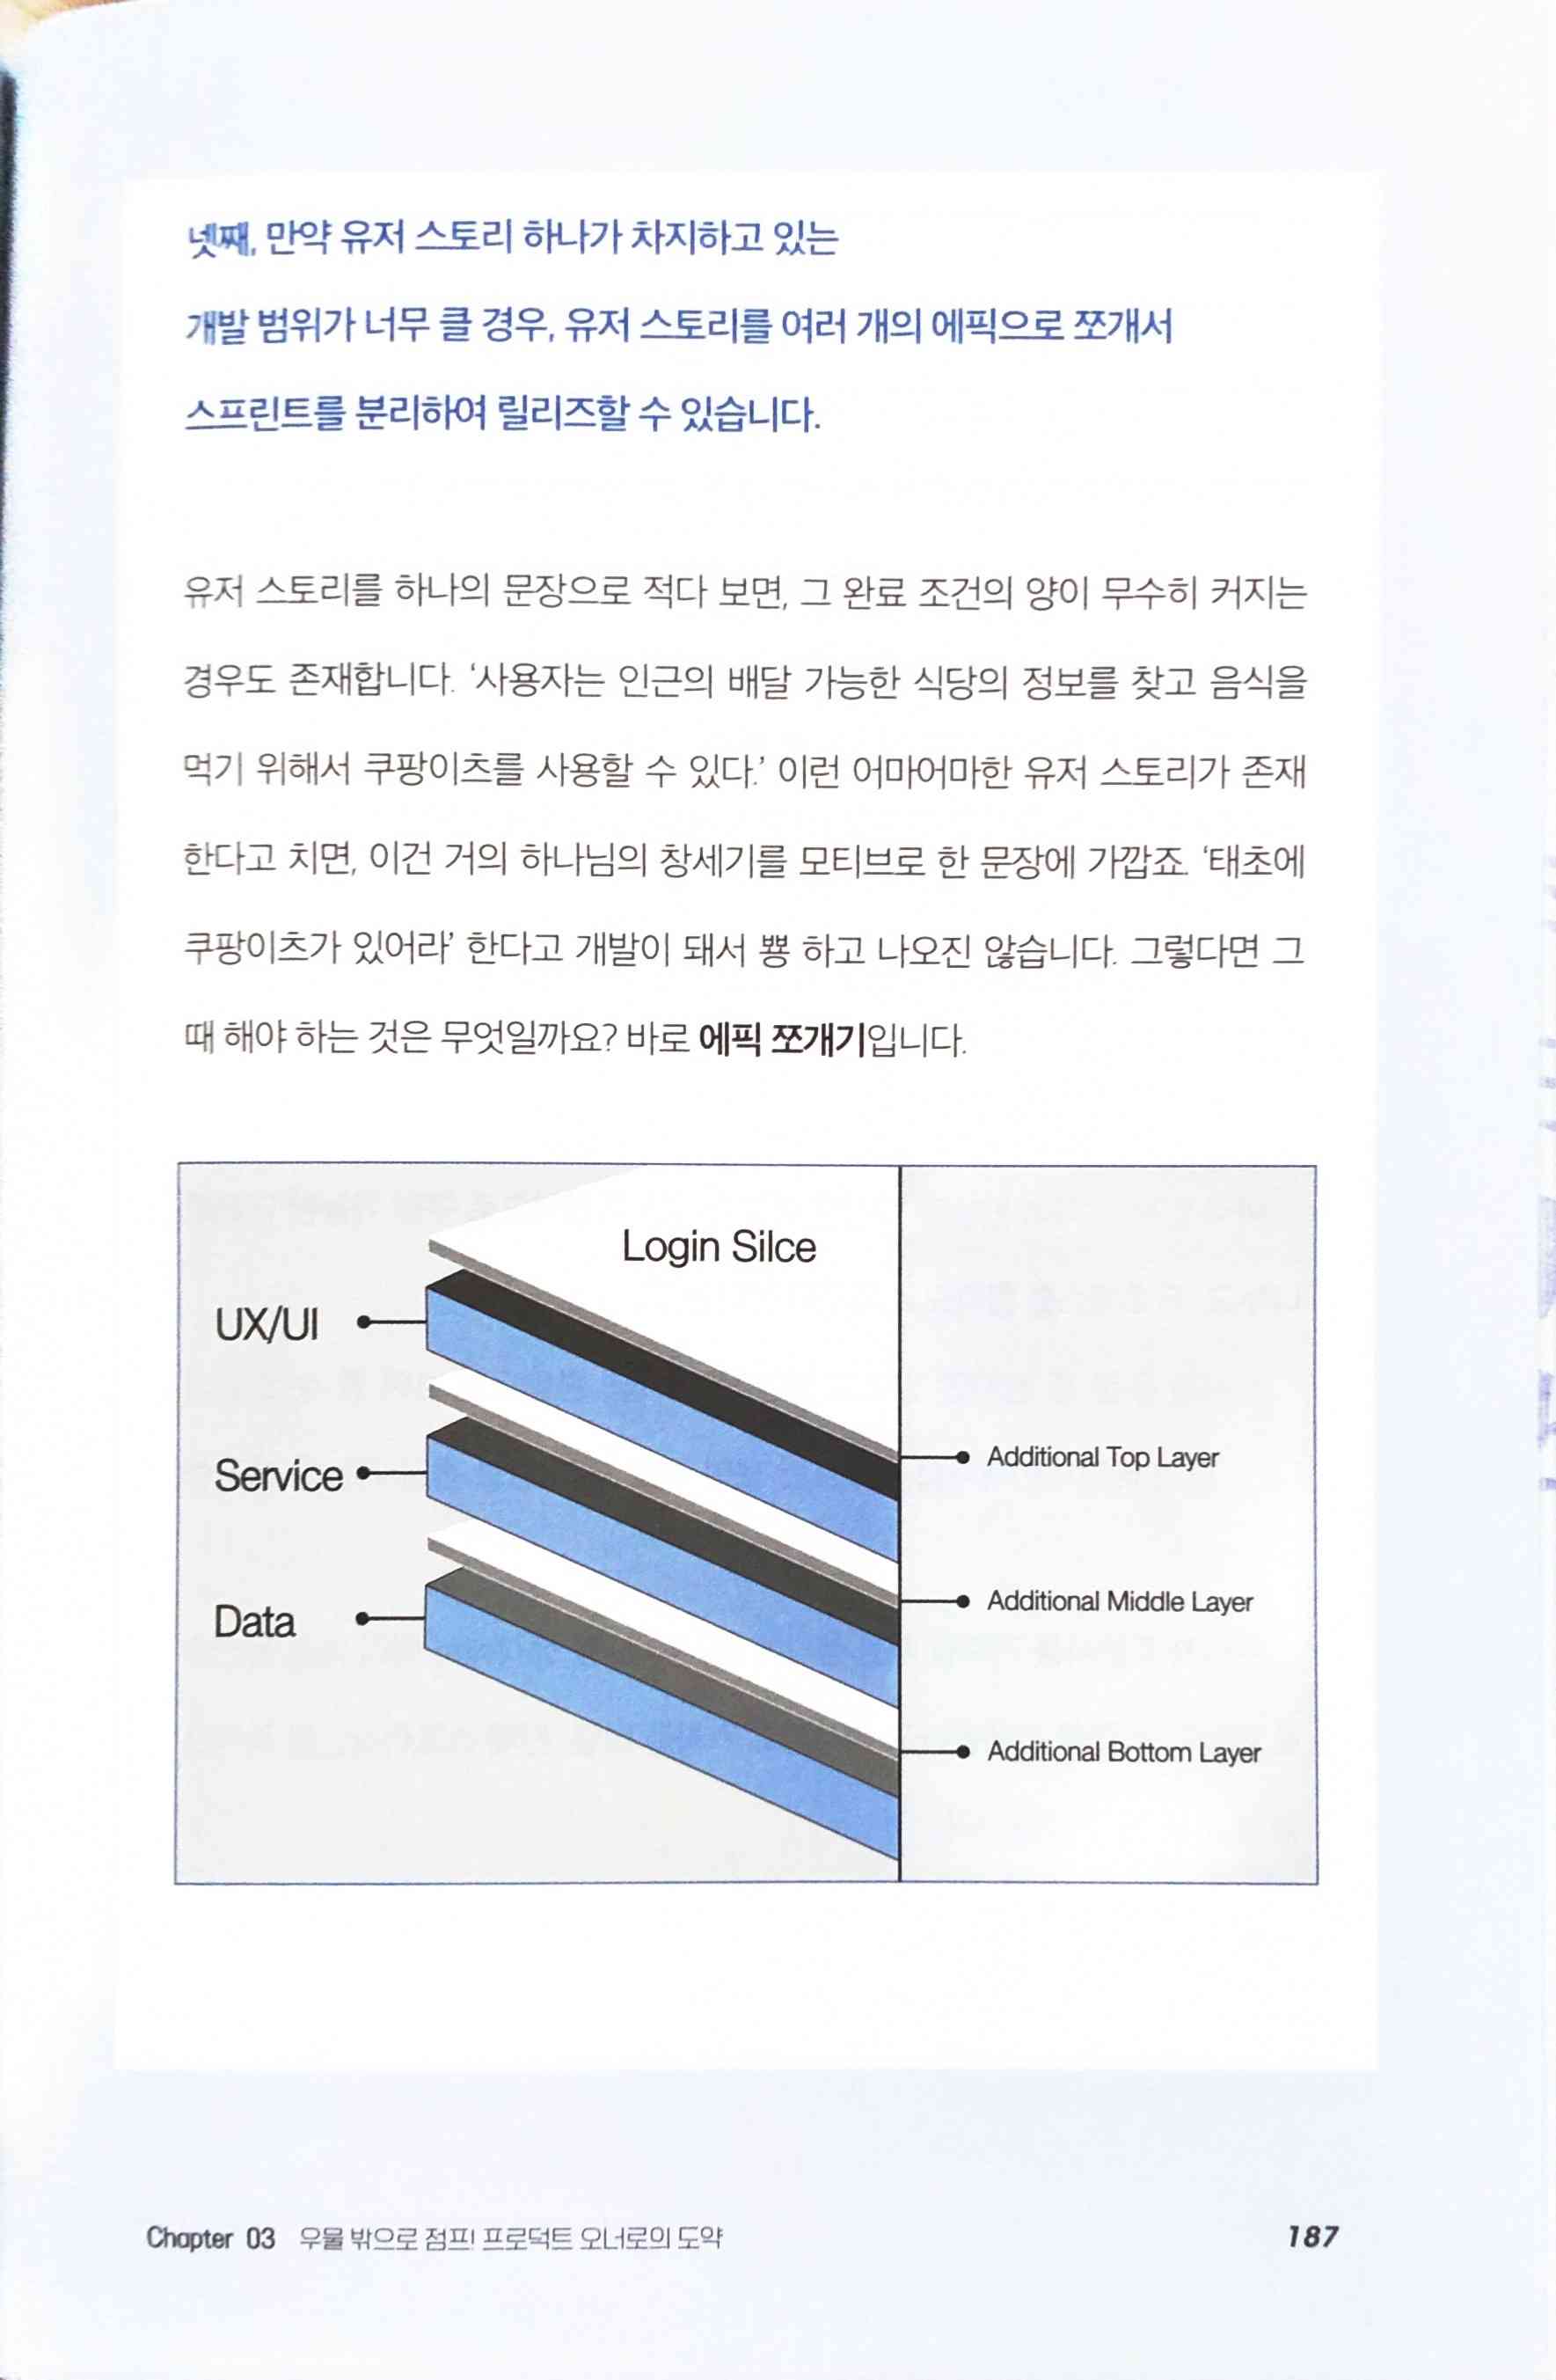 넷째, 만약 유저 스토리 하나가 차지하고 있는
개발 범위가 너무 클 경우, 유저 스토리를 여러 개의 에픽으로 쪼개서
스프린트를 분리하여 릴리즈할 수 있습니다.
유저 스토리를 하나의 문장으로 적다 보면, 그 완료 조건의 양이 무수히 커지는
경우도 존재합니다. ‘사용자는 인근의 배달 가능한 식당의 정보를 찾고 음식을
먹기 위해서 쿠팡이츠를 사용할 수 있다.’ 이런 어마어마한 유저 스토리가 존재
한다고 치면, 이건 거의 하나님의 창세기를 모티브로 한 문장에 가깝죠. ‘태초에
쿠팡이츠가 있어라’ 한다고 개발이 돼서 뿅 하고 나오진 않습니다. 그렇다면 그
때 해야 하는 것은 무엇일까요? 바로 에픽 쪼개기입니다.
Login Silce
UX/UI
Service
Data
Additional Top Layer
Additional Middle Layer
Additional Bottom Layer
Chapter 03 우물 밖으로 점프! 프로덕트 오너로의 도약
187